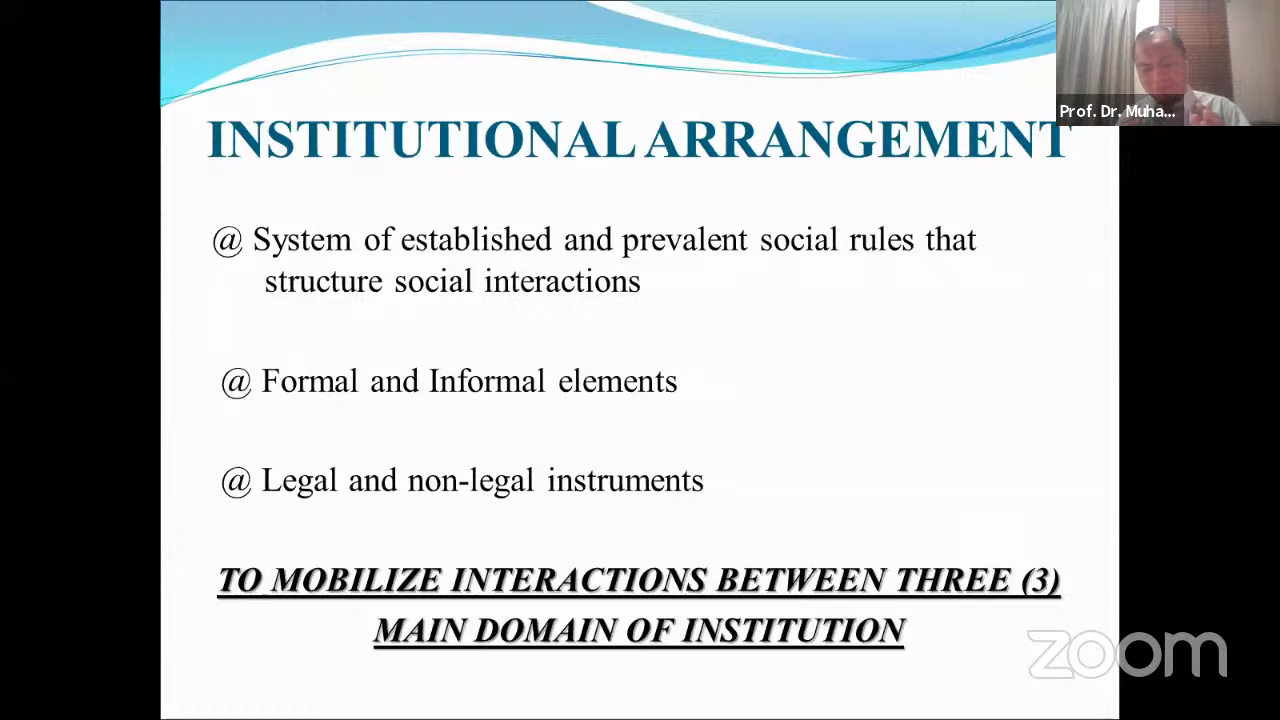 Prof. Dr. Muha...
INSTITUTIONAL ARRANGEMENT
@ System of established and prevalent social rules that
structure social interactions
@ Formal and Informal elements
@ Legal and non-legal instruments
TO MOBILIZE INTERACTIONS BETWEEN THREE (3)
MAIN DOMAIN OF INSTITUTION
zoom